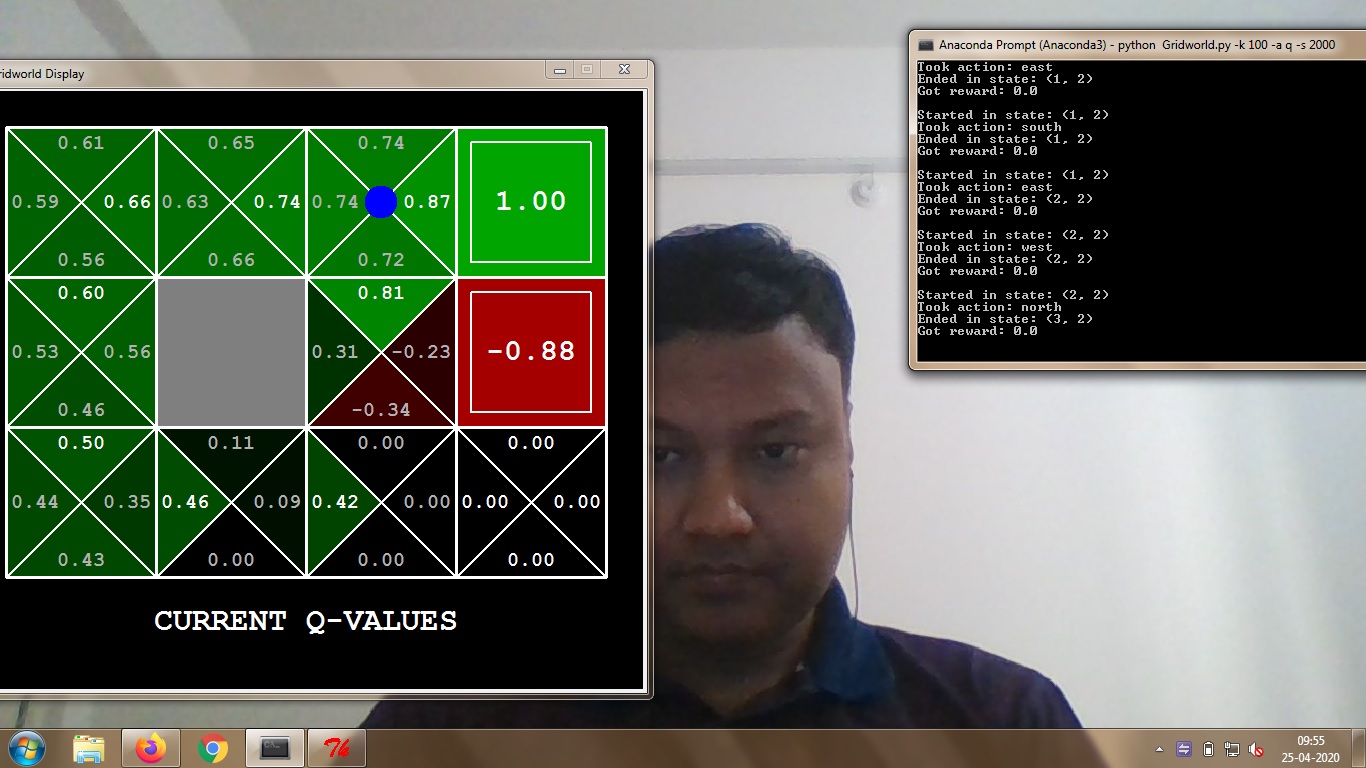 ridworld Display
0.61 0.65 0.74
0.59 0.66 0.63 0.74 0.74 0.87 1.00
0.56 0.66 0.72
0.60 0.81
0.53 0.56 0.31 -0.23 -0.88
0.46 -0.34
0.50 0.11 0.00 0.00
0.44 0.35 0.46 0.09 0.42 0.00 0.00 0.00
0.43 0.00 0.00 0.00
CURRENT Q-VALUES
Anaconda Prompt (Anaconda3) - python Gridworld.py -k 100 -a q -s 2000
Took action: east
Ended in state: (1, 2)
Got reward: 0.0
Started in state: (1, 2)
Took action: south
Ended in state: (1, 2)
Got reward: 0.0
Started in state: (1, 2)
Took action: east
Ended in state: (2, 2)
Got reward: 0.0
Started in state: (2, 2)
Took action: west
Ended in state: (2, 2)
Got reward: 0.0
Started in state: (2, 2)
Took action: north
Ended in state: (3, 2)
Got reward: 0.0
09:55
25-04-2020